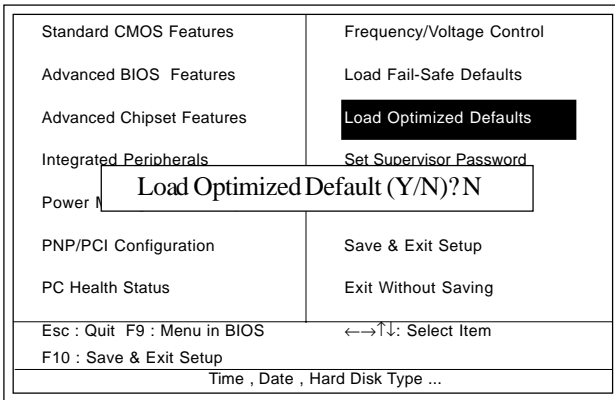 Standard CMOS Features
Advanced BIOS Features
Advanced Chipset Features
Integrated Peripherals
Power
PNP/PCI Configuration
PC Health Status
Frequency/Voltage Control
Load Fail-Safe Defaults
Load Optimized Defaults
Set Supervisor Password
Save & Exit Setup
Exit Without Saving
Load Optimized Default (Y/N)? N
Esc : Quit F9 : Menu in BIOS
←→↑↓: Select Item
F10 : Save & Exit Setup
Time , Date , Hard Disk Type ...